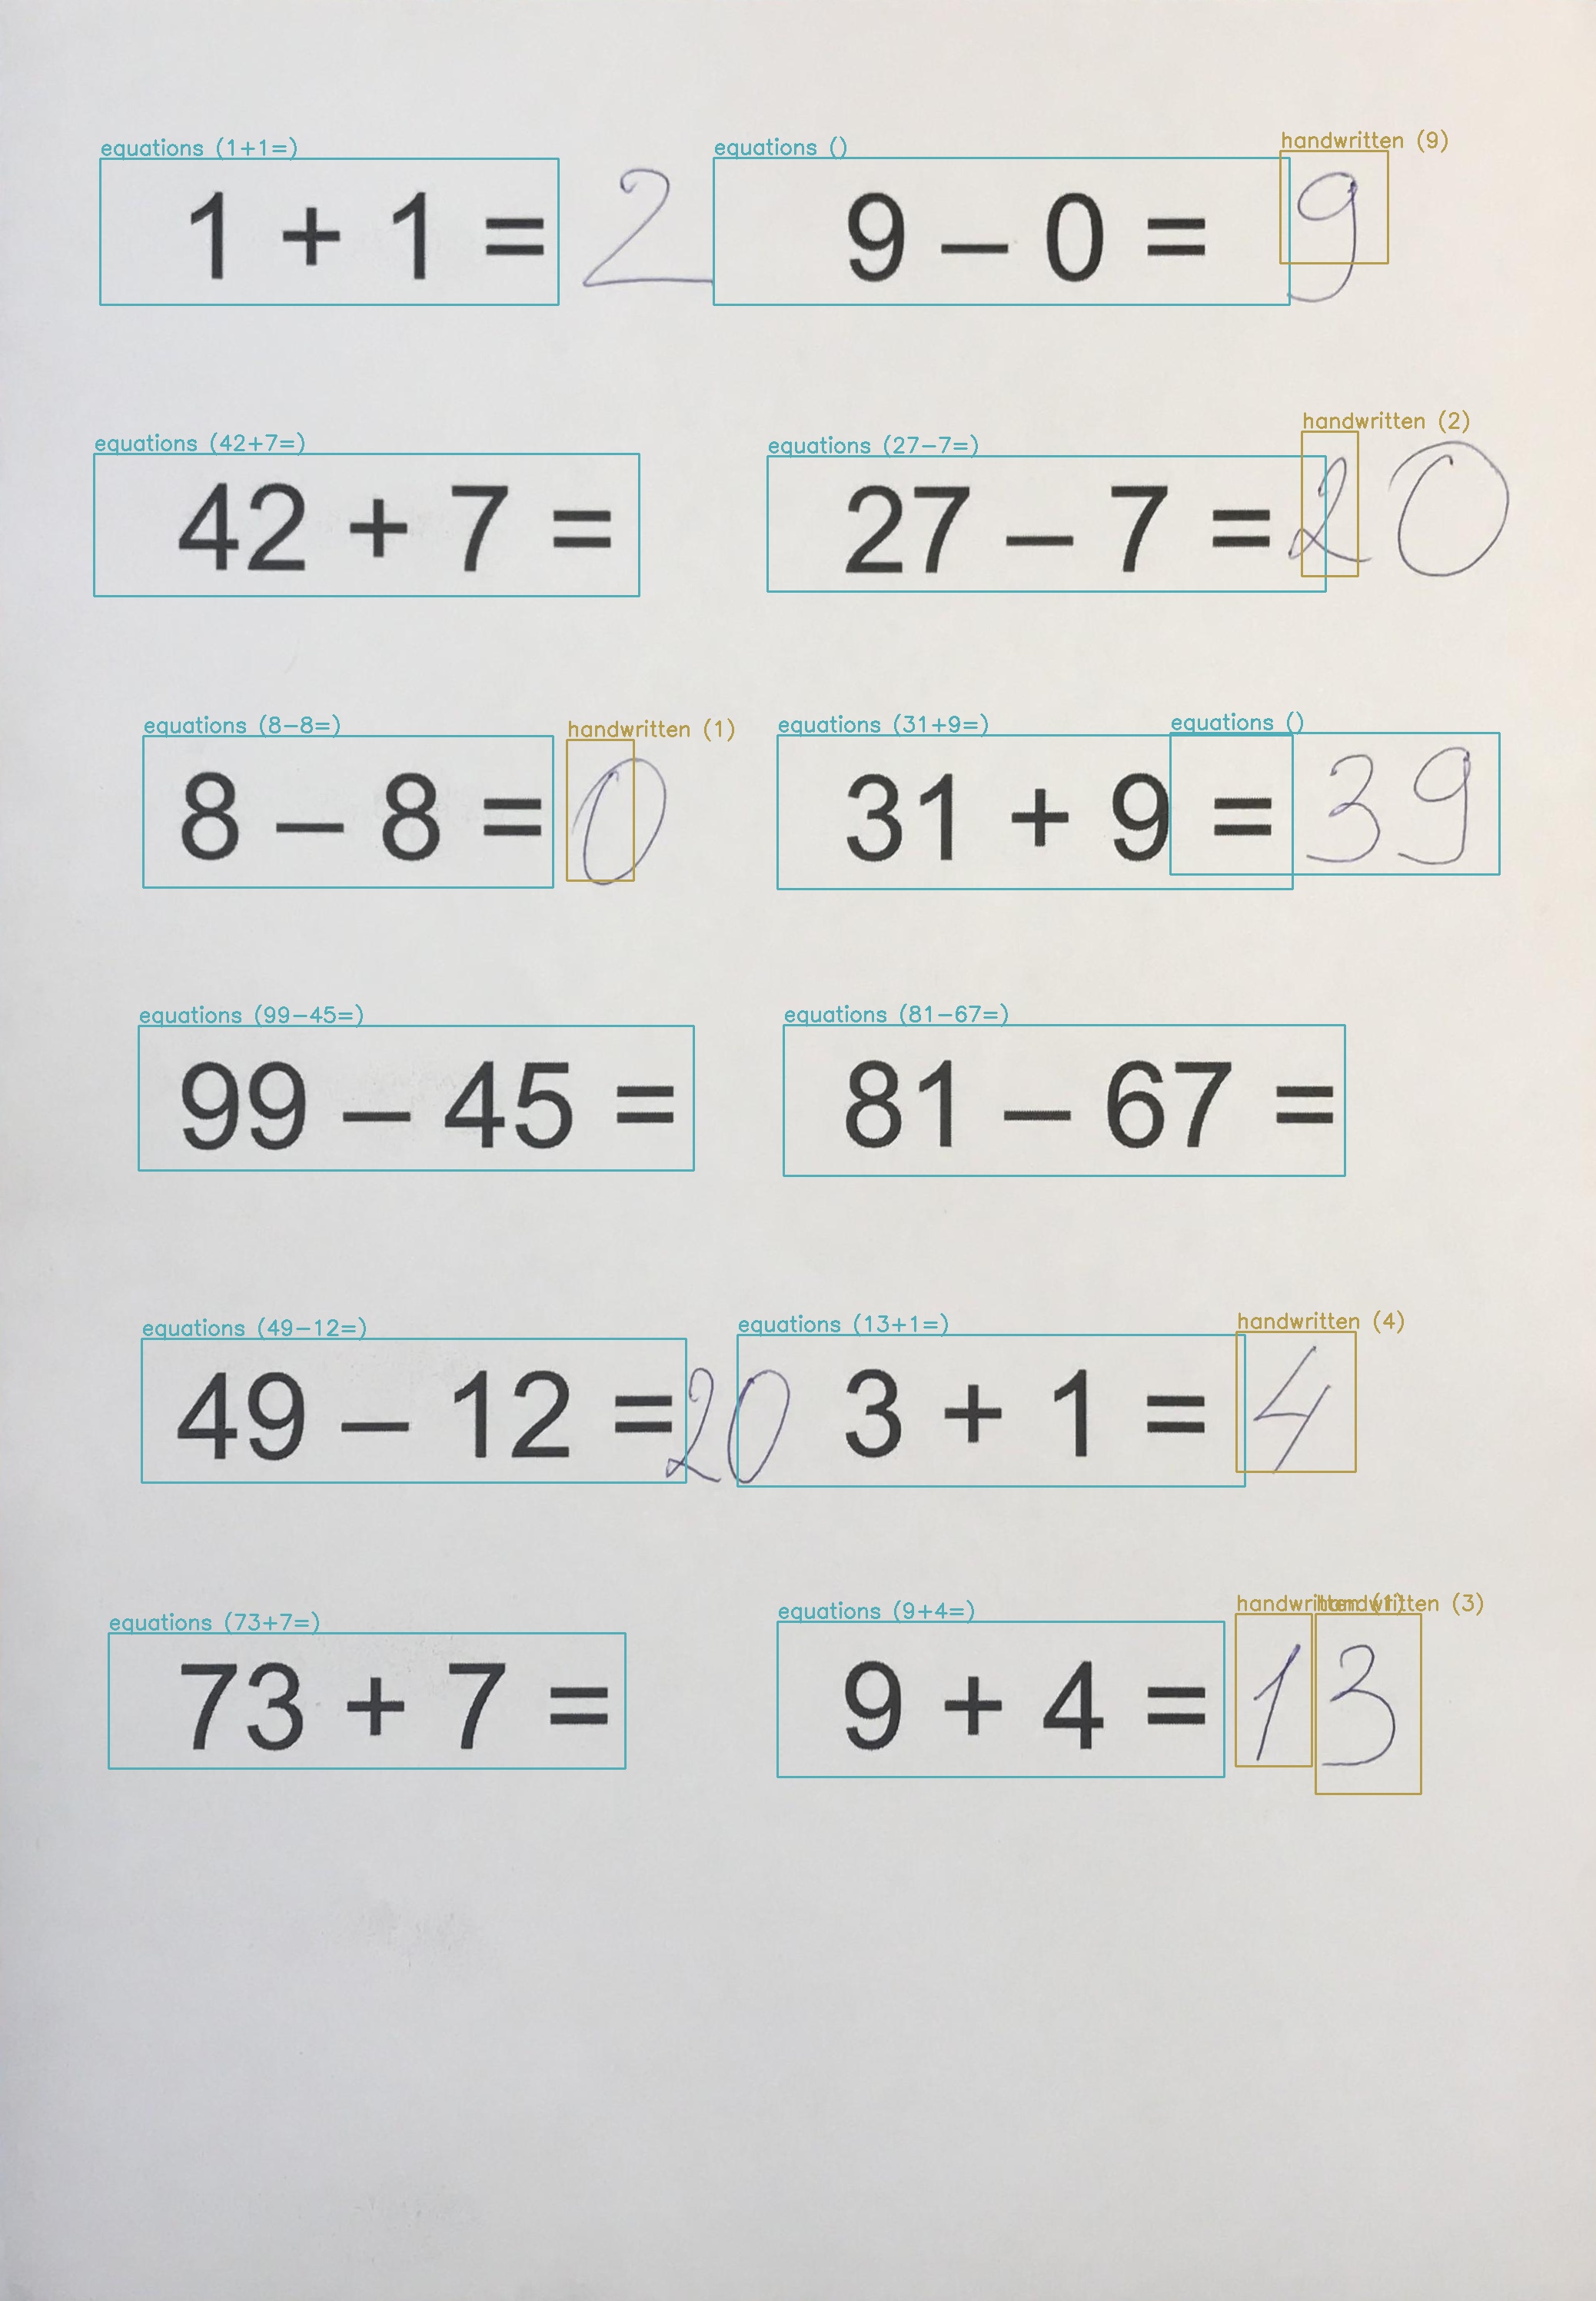 equations (1+1=) equations () handwritten (9)
1 + 1 = 2 9 – 0 = 9
equations (42+7=) equations (27-7=) handwritten (2)
42 + 7 = 27 – 7 = 20
equations (8-8=) handwritten (1) equations (31+9=) equations ()
8 – 8 = 0 31 + 9 = 39
equations (99-45=) equations (81-67=)
99 – 45 = 81 – 67 =
equations (49-12=) equations (13+1=) handwritten (4)
49 – 12 = 20 3 + 1 = 4
equations (73+7=) equations (9+4=) handwritten (1) handwritten (3)
73 + 7 = 9 + 4 = 13